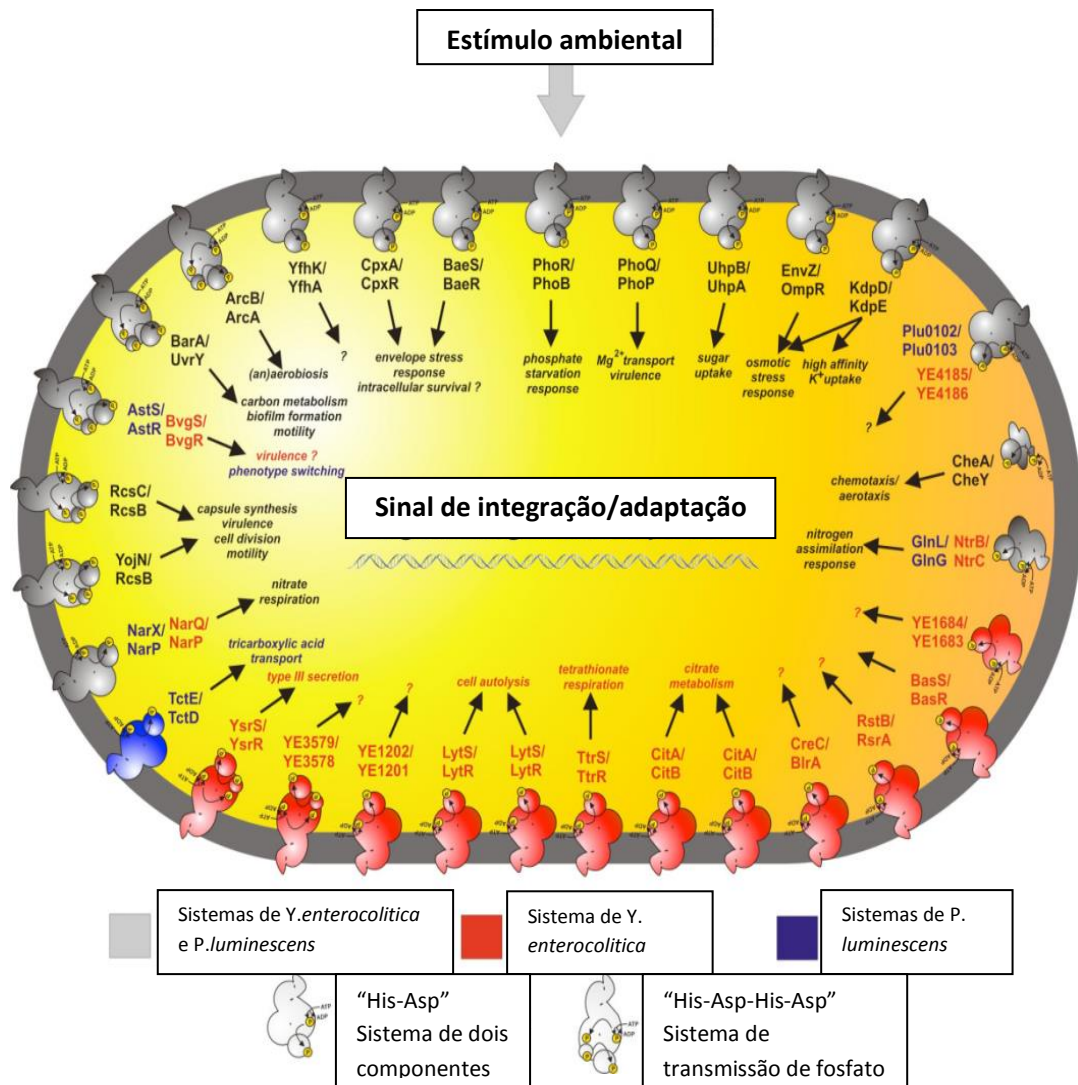 Estímulo ambiental
YfhK/
YfhA
CpxA/
CpxR
BaeS/
BaeR
PhoR/
PhoB
PhoQ/
PhoP
UhpB/
UhpA
EnvZ/
OmpR
KdpD/
KdpE
ArcB/
ArcA
BarA/
UvrY
Plu0102/
Plu0103
YE4185/
YE4186
?
(an)aerobiosis
?
envelope stress
response
intracellular survival ?
phosphate
starvation
response
Mg2+ transport
virulence
sugar
uptake
osmotic
stress
response
high affinity
K+ uptake
carbon metabolism
biofilm formation
motility
AstS/
AstR
BvgS/
BvgR
virulence ?
phenotype switching
CheA/
CheY
chemotaxis/
aerotaxis
RcsC/
RcsB
capsule synthesis
virulence
cell division
motility
Sinal de integração/adaptação
nitrogen
assimilation
response
GlnL/
GlnG
NtrB/
NtrC
YojN/
RcsB
nitrate
respiration
NarX/
NarP
NarQ/
NarP
?
YE1684/
YE1683
tricarboxylic acid
transport
type III secretion
TctE/
TctD
YsrS/
YsrR
?
YE3579/
YE3578
?
YE1202/
YE1201
cell autolysis
LytS/
LytR
LytS/
LytR
tetrathionate
respiration
TtrS/
TtrR
citrate
metabolism
CitA/
CitB
CitA/
CitB
?
CreC/
BlrA
?
RstB/
RsrA
?
BasS/
BasR
ATP
ADP
P
Sistemas de Y.enterocolitica
e P.luminescens
Sistema de Y.
enterocolitica
Sistemas de P.
luminescens
ATP
ADP
P
“His-Asp”
Sistema de dois
componentes
ATP
ADP
P
“His-Asp-His-Asp”
Sistema de
transmissão de fosfato